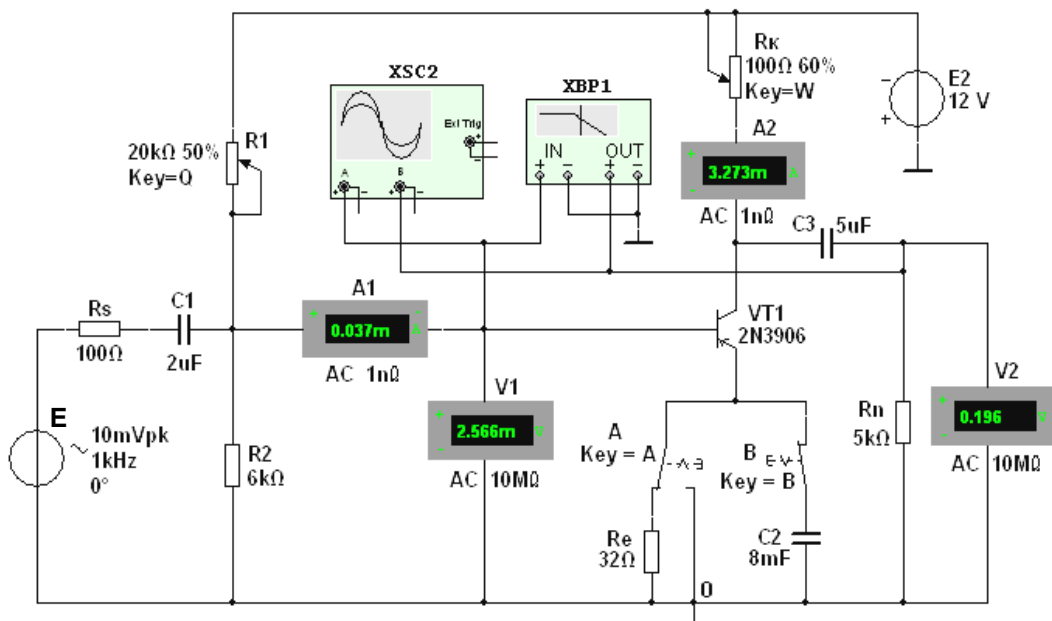 XSC2
Ext Trig
+
-
A
B
+ -
+ -
XBP1
IN
OUT
+ - + -
Rк
100Ω 60%
Key=W
E2
12 V
-
+
R1
20kΩ 50%
Key=Q
A2
+
-
3.273m
A
AC 1nΩ
C3
5uF
Rs
100Ω
C1
2uF
A1
+
-
0.037m
A
AC 1nΩ
VT1
2N3906
E
10mVpk
1kHz
0°
R2
6kΩ
V1
+
-
2.566m
V
AC 10MΩ
A
Key = A
B
Key = B
Re
32Ω
C2
8mF
0
Rn
5kΩ
V2
+
-
0.196
V
AC 10MΩ